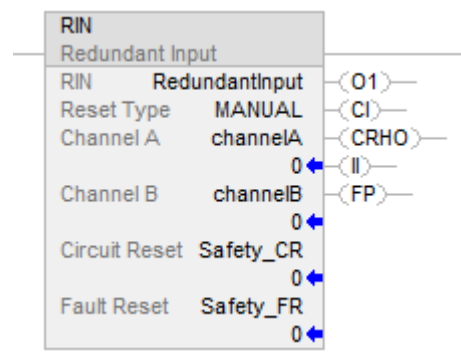 RIN
Redundant Input
RIN RedundantInput O1
Reset Type MANUAL CI
Channel A channelA CRHO
0 II
Channel B channelB FP
0
Circuit Reset Safety_CR
0
Fault Reset Safety_FR
0